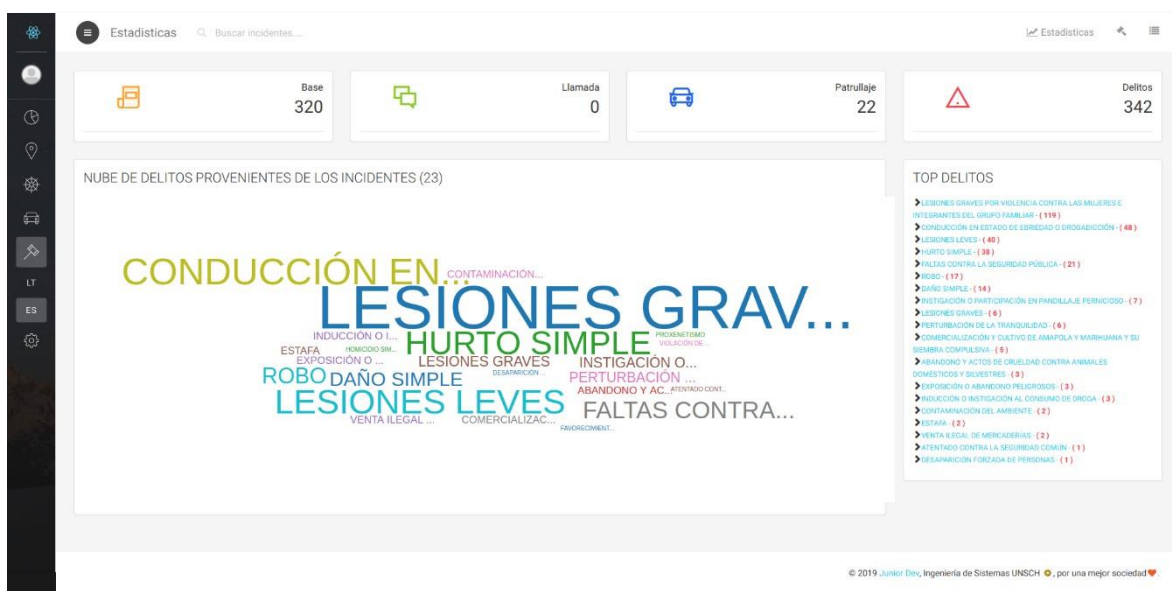 Estadisticas
Buscar incidentes....
Estadisticas
Base
320
Llamada
0
Patrullaje
22
Delitos
342
LT
ES
NUBE DE DELITOS PROVENIENTES DE LOS INCIDENTES (23)
CONDUCCIÓN EN...
CONTAMINACIÓN...
LESIONES GRAV...
INDUCCIÓN O I...
HURTO SIMPLE
PROXENETISMO
VIOLACIÓN DE ...
ESTAFA
HOMICIDIO SIM...
EXPOSICIÓN O ...
LESIONES GRAVES
INSTIGACIÓN O...
ROBO
DAÑO SIMPLE
DESAPARICIÓN ...
PERTURBACIÓN ...
ABANDONO Y AC...
ATENTADO CONT...
LESIONES LEVES
FALTAS CONTRA...
VENTA ILEGAL ...
COMERCIALIZAC...
FAVORECIMIENT...
TOP DELITOS
LESIONES GRAVES POR VIOLENCIA CONTRA LAS MUJERES E
INTEGRANTES DEL GRUPO FAMILIAR - ( 119 )
CONDUCCIÓN EN ESTADO DE EBRIEDAD O DROGADICCIÓN - ( 48 )
LESIONES LEVES - ( 40 )
HURTO SIMPLE - ( 38 )
FALTAS CONTRA LA SEGURIDAD PÚBLICA - ( 21 )
ROBO - ( 17 )
DAÑO SIMPLE - ( 14 )
INSTIGACIÓN O PARTICIPACIÓN EN PANDILLAJE PERNICIOSO - ( 7 )
LESIONES GRAVES - ( 6 )
PERTURBACIÓN DE LA TRANQUILIDAD - ( 6 )
COMERCIALIZACIÓN Y CULTIVO DE AMAPOLA Y MARIHUANA Y SU
SIEMBRA COMPULSIVA - ( 5 )
ABANDONO Y ACTOS DE CRUELDAD CONTRA ANIMALES
DOMÉSTICOS Y SILVESTRES - ( 3 )
EXPOSICIÓN O ABANDONO PELIGROSOS - ( 3 )
INDUCCIÓN O INSTIGACIÓN AL CONSUMO DE DROGA - ( 3 )
CONTAMINACIÓN DEL AMBIENTE - ( 2 )
ESTAFA - ( 2 )
VENTA ILEGAL DE MERCADERÍAS - ( 2 )
ATENTADO CONTRA LA SEGURIDAD COMÚN - ( 1 )
DESAPARICIÓN FORZADA DE PERSONAS - ( 1 )
© 2019 Junior Dev, Ingeniería de Sistemas UNSCH , por una mejor sociedad .